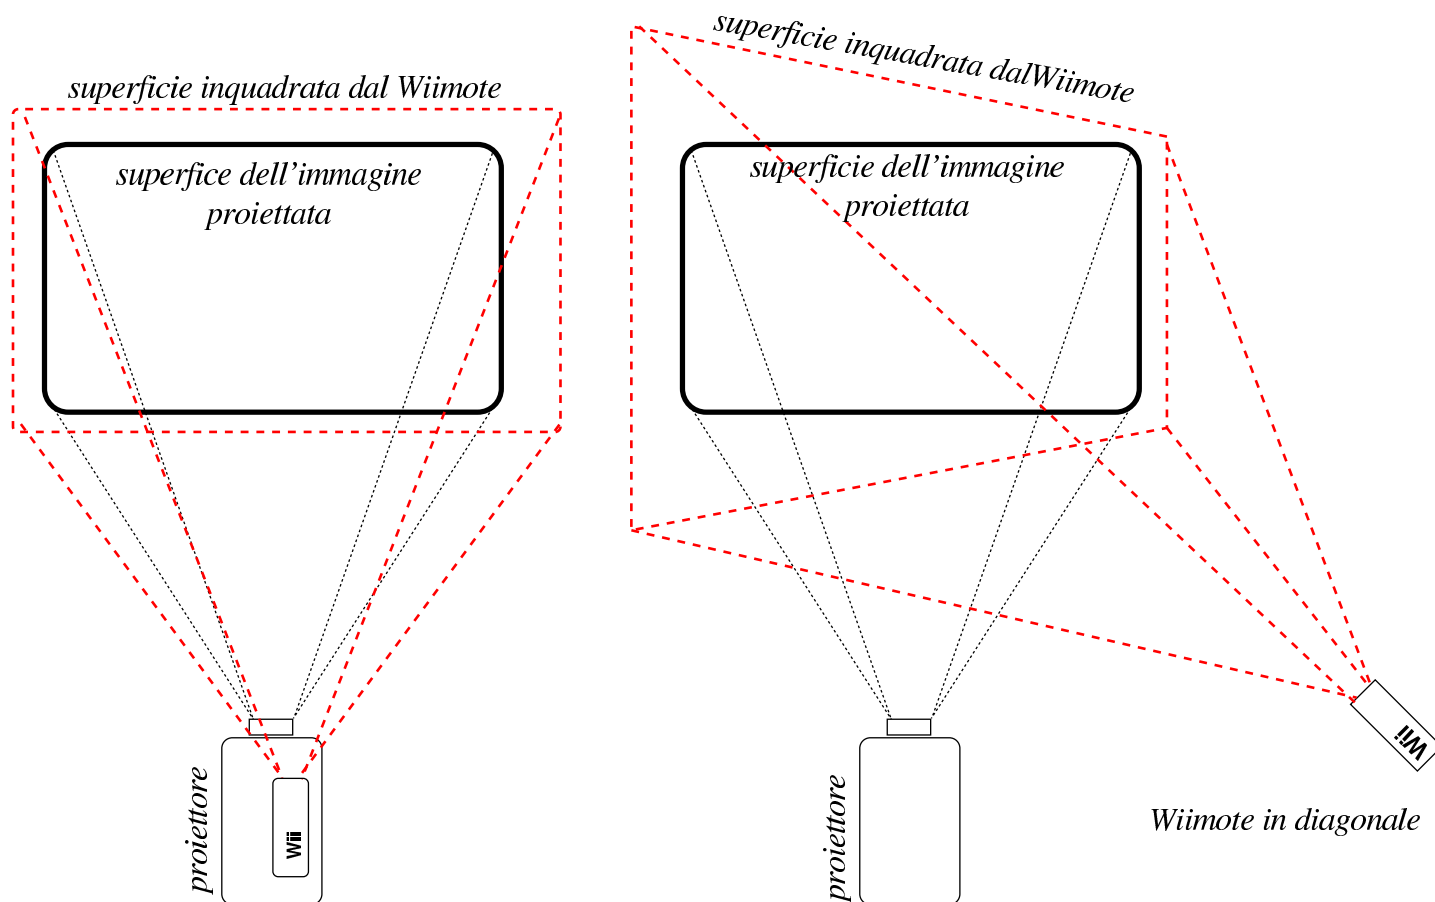 superficie inquadrata dal Wiimote
superfice dell’immagine
proiettata
proiettore
Wii
superficie inquadrata dalWiimote
superficie dell’immagine
proiettata
proiettore
Wii
Wiimote in diagonale